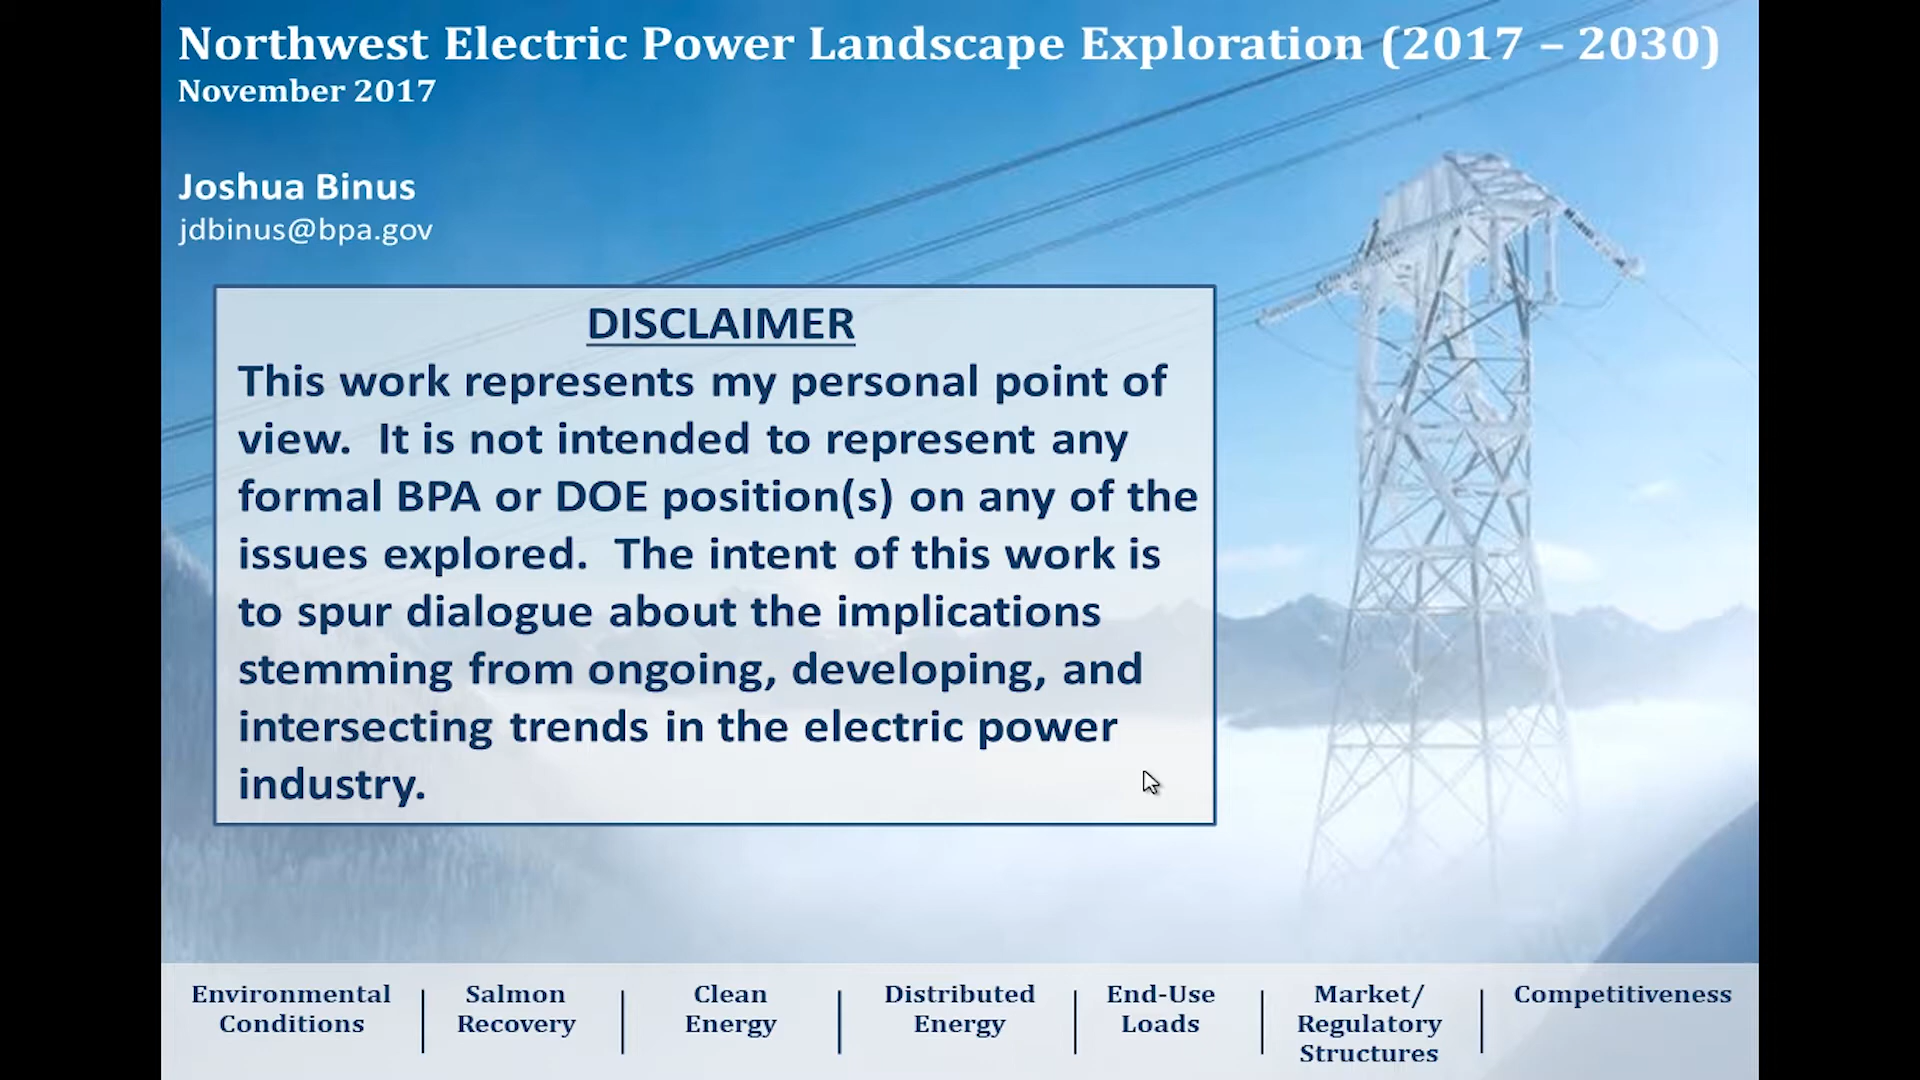 Northwest Electric Power Landscape Exploration (2017 – 2030)
November 2017
Joshua Binus
jdbinus@bpa.gov
DISCLAIMER
This work represents my personal point of
view.  It is not intended to represent any
formal BPA or DOE position(s) on any of the
issues explored.  The intent of this work is
to spur dialogue about the implications
stemming from ongoing, developing, and
intersecting trends in the electric power
industry.
Environmental
Conditions
Salmon
Recovery
Clean
Energy
Distributed
Energy
End-Use
Loads
Market/
Regulatory
Structures
Competitiveness